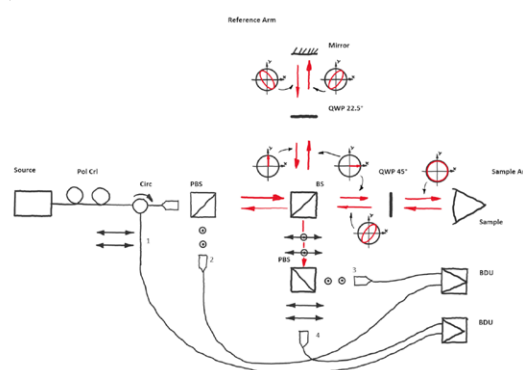 Reference Arm
Mirror
QWP 22.5°
Source
Pol Crl
Circ
PBS
BS
QWP 45°
Sample Ar
Sample
1
2
PBS
3
BDU
4
BDU